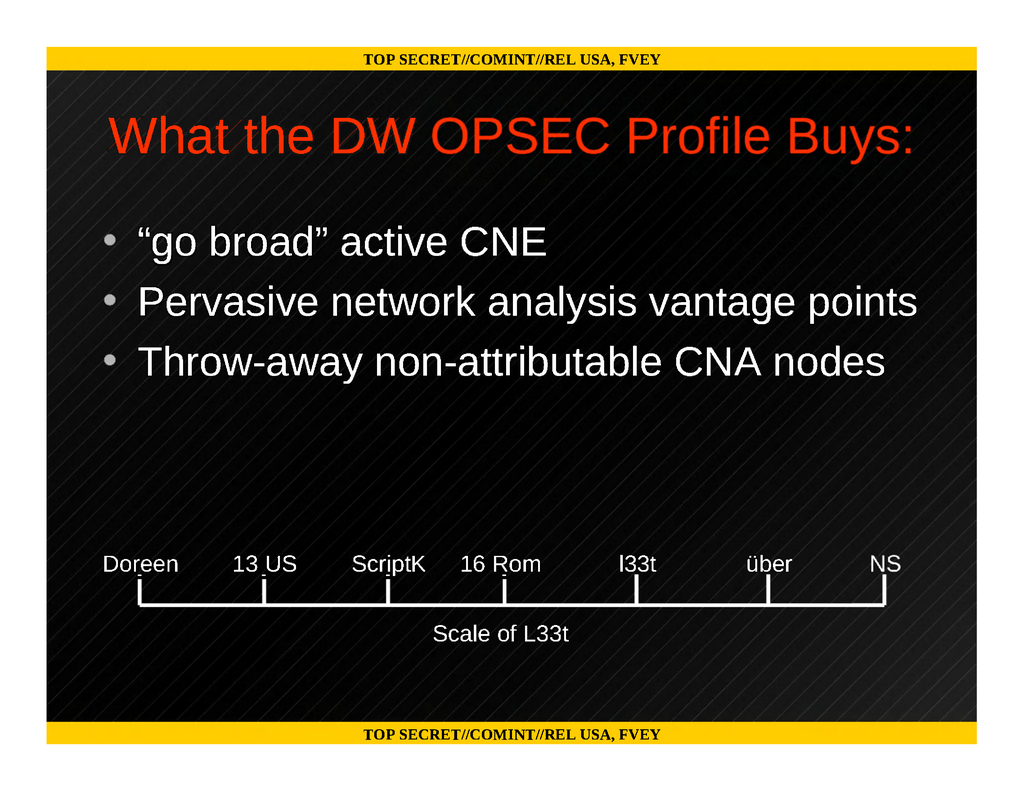 TOP SECRET//COMINT//REL USA, FVEY
What the DW OPSEC Profile Buys:
• “go broad” active CNE
• Pervasive network analysis vantage points
• Throw-away non-attributable CNA nodes
Doreen 13 US ScriptK 16 Rom l33t über NS
Scale of L33t
TOP SECRET//COMINT//REL USA, FVEY